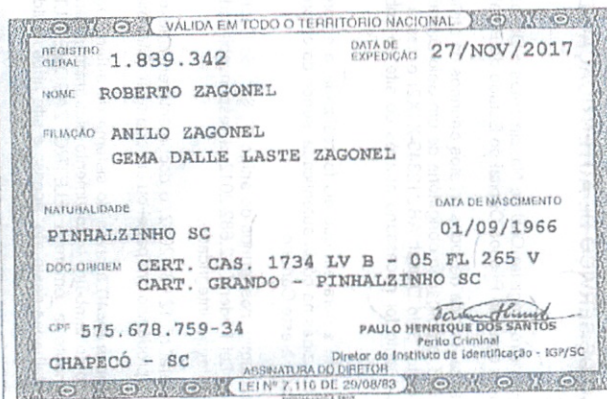 VÁLIDA EM TODO O TERRITÓRIO NACIONAL
REGISTRO GERAL 1.839.342 DATA DE EXPEDIÇÃO 27/NOV/2017
NOME ROBERTO ZAGONEL
FILIAÇÃO ANILO ZAGONEL
GEMA DALLE LASTE ZAGONEL
NATURALIDADE DATA DE NASCIMENTO
PINHALZINHO SC 01/09/1966
DOC ORIGEM CERT. CAS. 1734 LV B - 05 FL 265 V
CART. GRANDO - PINHALZINHO SC
CPF 575.678.759-34
PAULO HENRIQUE DOS SANTOS
Perito Criminal
CHAPECÓ - SC Diretor do Instituto de Identificação - IGP/SC
ASSINATURA DO DIRETOR
LEI Nº 7.116 DE 29/08/83